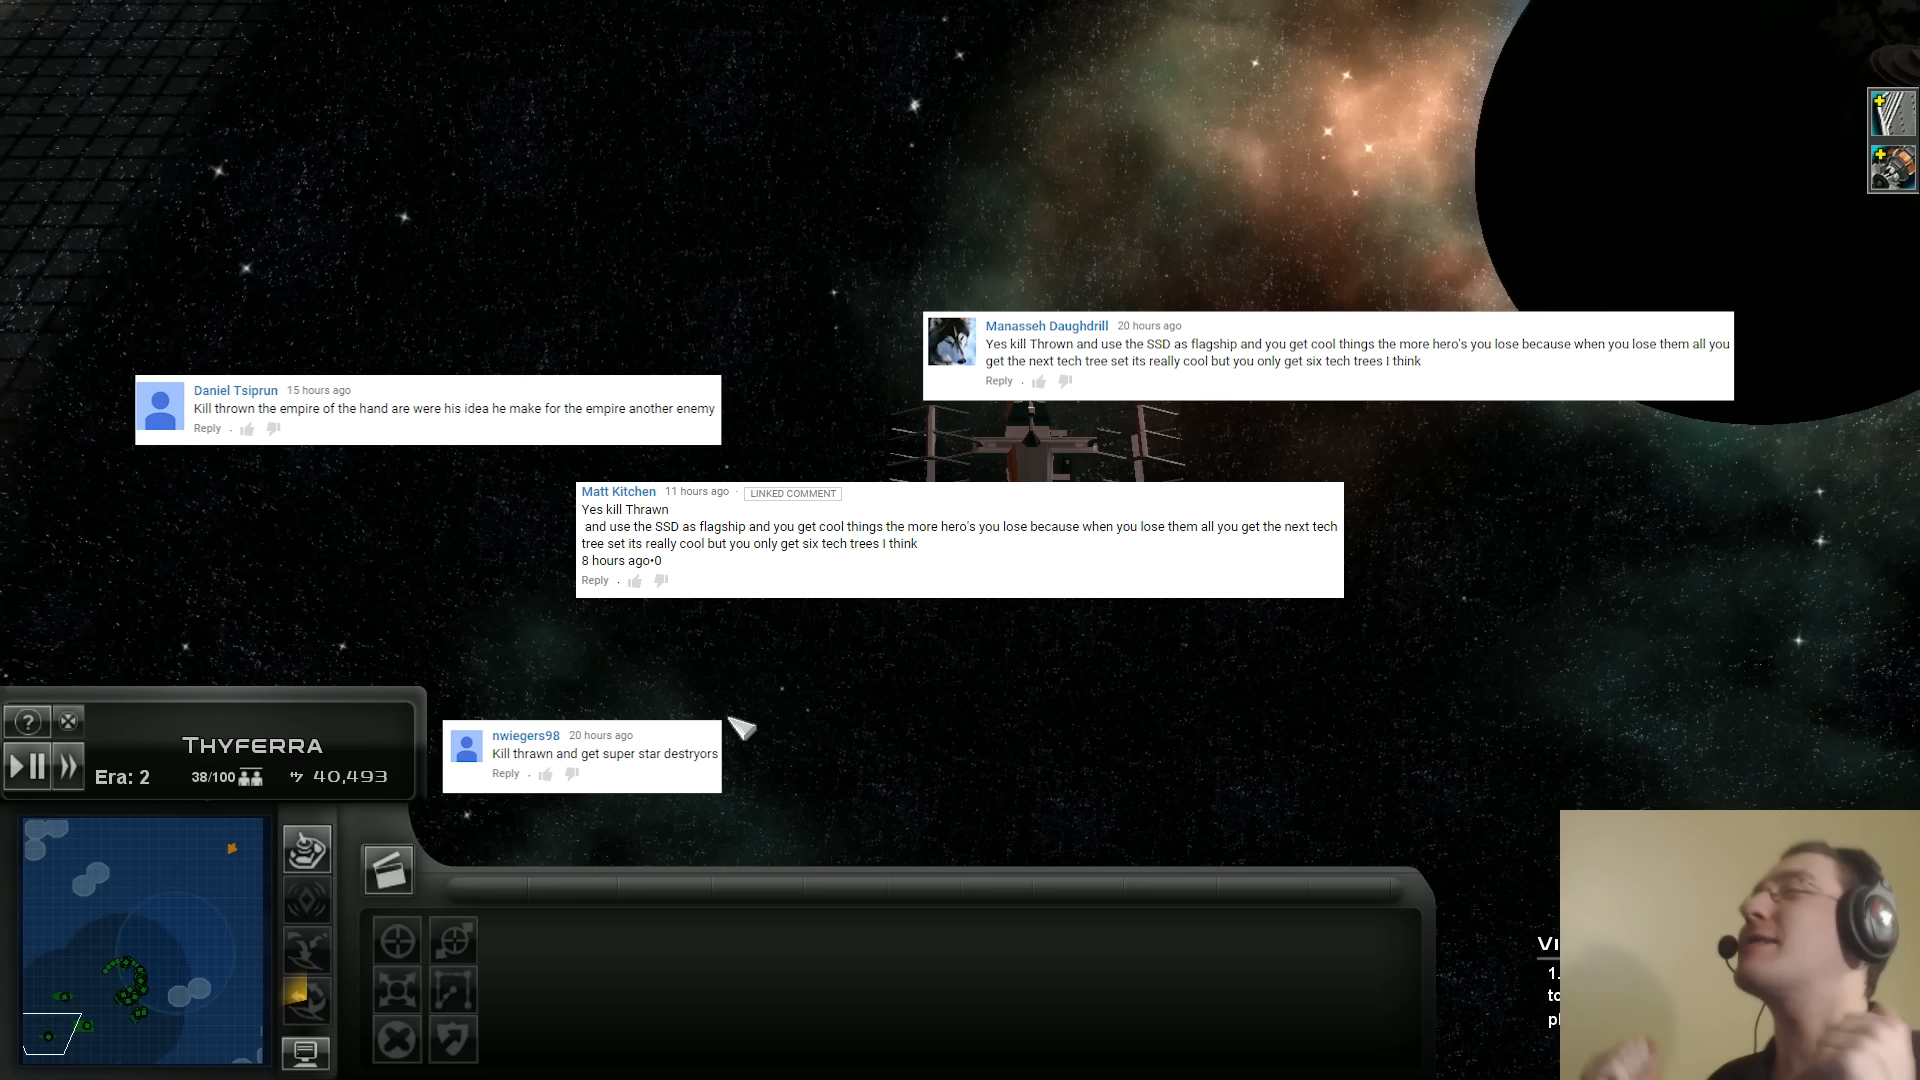 Manasseh Daughdrill 20 hours ago
Yes kill Thrown and use the SSD as flagship and you get cool things the more hero's you lose because when you lose them all you
get the next tech tree set its really cool but you only get six tech trees I think
Reply .
Daniel Tsiprun 15 hours ago
Kill thrown the empire of the hand are were his idea he make for the empire another enemy
Reply .
Matt Kitchen 11 hours ago · LINKED COMMENT
Yes kill Thrawn
and use the SSD as flagship and you get cool things the more hero's you lose because when you lose them all you get the next tech
tree set its really cool but you only get six tech trees I think
8 hours ago•0
Reply .
nwiegers98 20 hours ago
Kill thrawn and get super star destryors
Reply .
THYFERRA
Era: 2 38/100 40,493
1.